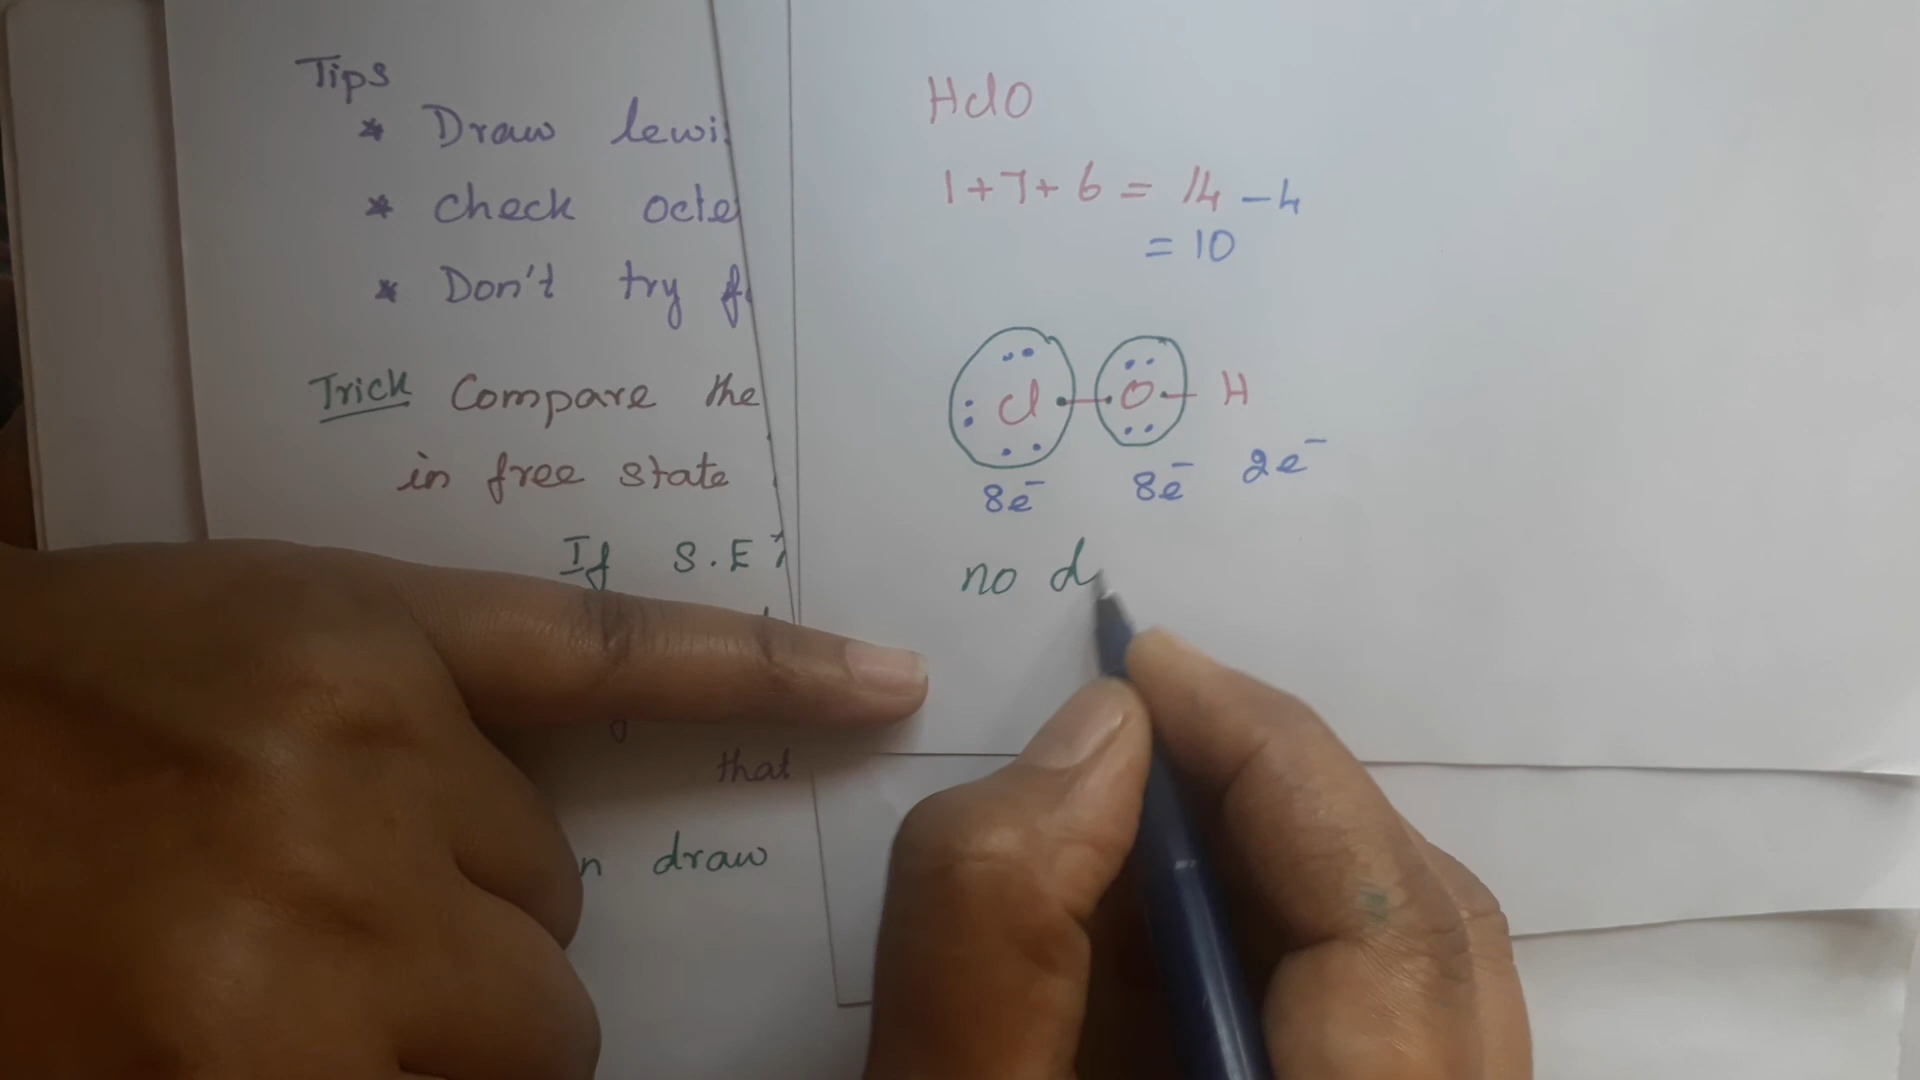 Tips
* Draw lewis
* check octe
* Don't try f
Trick Compare the
in free state
If S.E
that
draw
HClO
1+7+6 = 14 - 4
= 10
Cl O H
8e⁻ 8e⁻ 2e⁻
no d